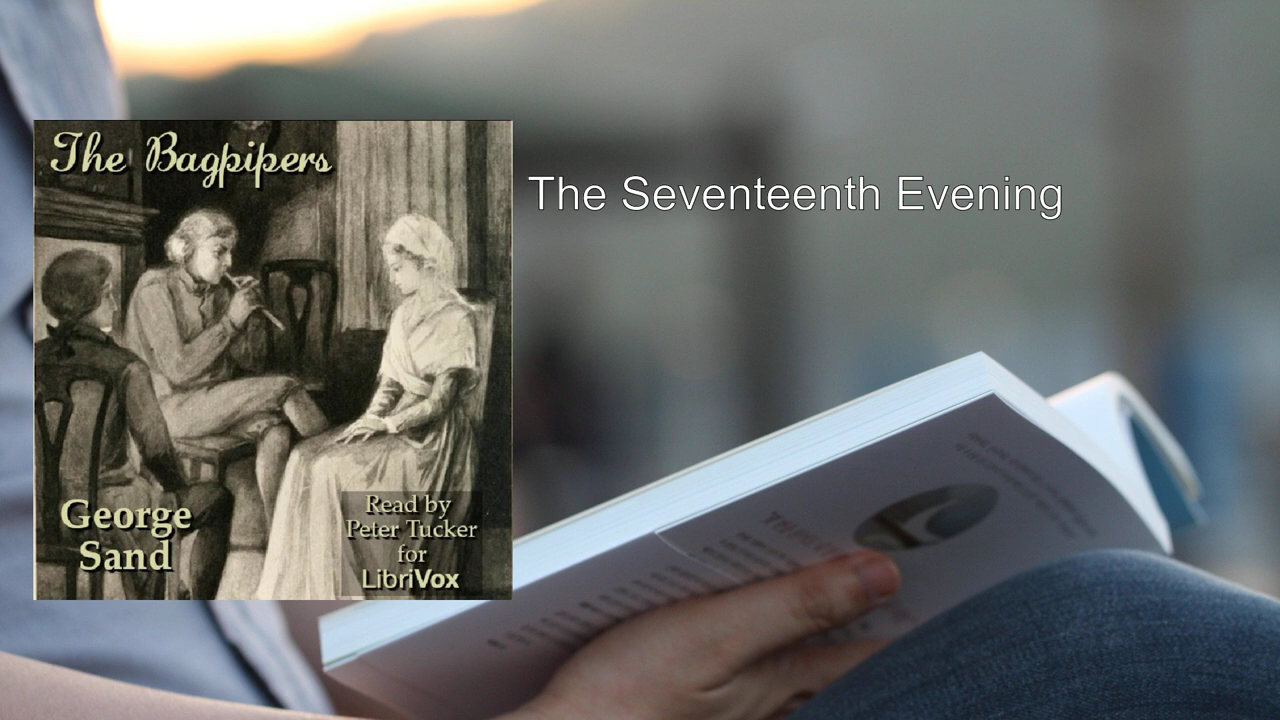 The Bagpipers
The Seventeenth Evening
George
Sand
Read by
Peter Tucker
for
LibriVox